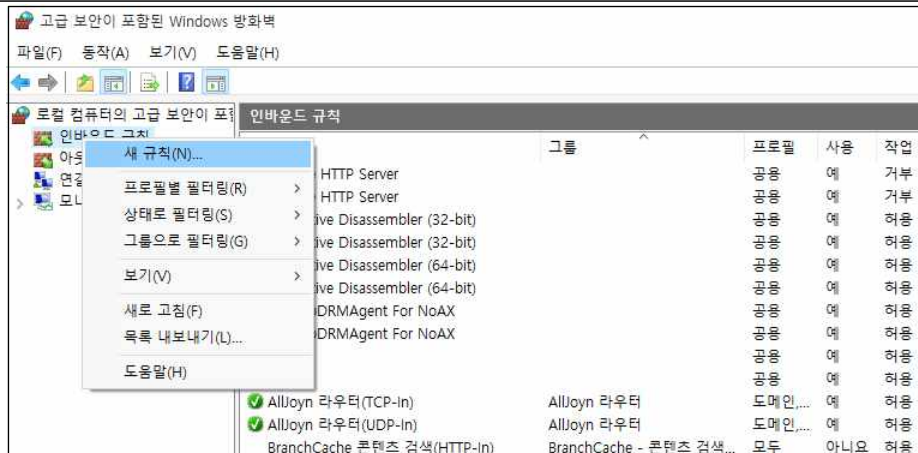 고급 보안이 포함된 Windows 방화벽
파일(F) 동작(A) 보기(V) 도움말(H)
로컬 컴퓨터의 고급 보안이 포
인바운드 규칙
인바운드 규칙
새 규칙(N)...
프로필별 필터링(R)
상태로 필터링(S)
그룹으로 필터링(G)
보기(V)
새로 고침(F)
목록 내보내기(L)...
도움말(H)
그룹 프로필 사용 작업
HTTP Server 공용 예 거부
HTTP Server 공용 예 거부
ive Disassembler (32-bit) 공용 예 허용
ive Disassembler (32-bit) 공용 예 허용
ive Disassembler (64-bit) 공용 예 허용
ive Disassembler (64-bit) 공용 예 허용
DRMAgent For NoAX 공용 예 허용
DRMAgent For NoAX 공용 예 허용
공용 예 허용
공용 예 허용
AllJoyn 라우터(TCP-In) AllJoyn 라우터 도메인,... 예 허용
AllJoyn 라우터(UDP-In) AllJoyn 라우터 도메인,... 예 허용
BranchCache 콘텐츠 검색(HTTP-In) BranchCache - 콘텐츠 검색... 모두 아니요 허용